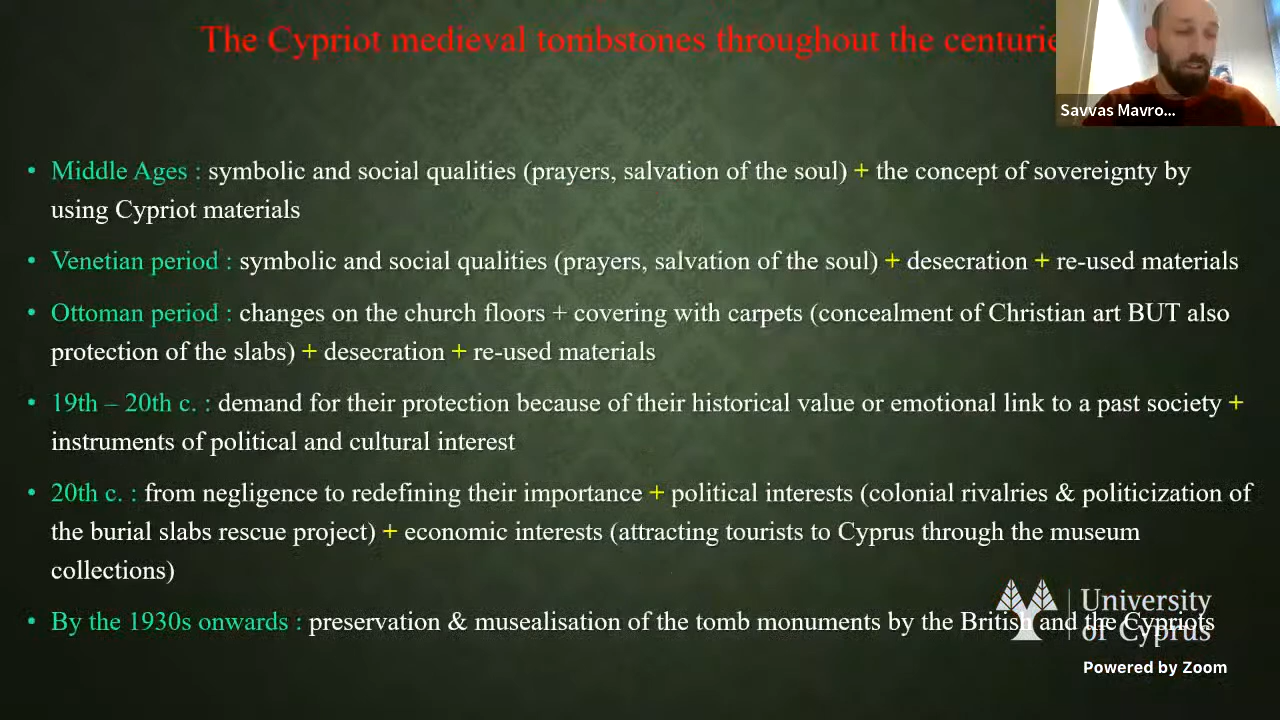 The Cypriot medieval tombstones throughout the centurie
Savvas Mavro...
• Middle Ages : symbolic and social qualities (prayers, salvation of the soul) + the concept of sovereignty by
using Cypriot materials
• Venetian period : symbolic and social qualities (prayers, salvation of the soul) + desecration + re-used materials
• Ottoman period : changes on the church floors + covering with carpets (concealment of Christian art BUT also
protection of the slabs) + desecration + re-used materials
• 19th – 20th c. : demand for their protection because of their historical value or emotional link to a past society +
instruments of political and cultural interest
• 20th c. : from negligence to redefining their importance + political interests (colonial rivalries & politicization of
the burial slabs rescue project) + economic interests (attracting tourists to Cyprus through the museum
collections)
• By the 1930s onwards : preservation & musealisation of the tomb monuments by the British and the Cypriots
University
of Cyprus
Powered by Zoom